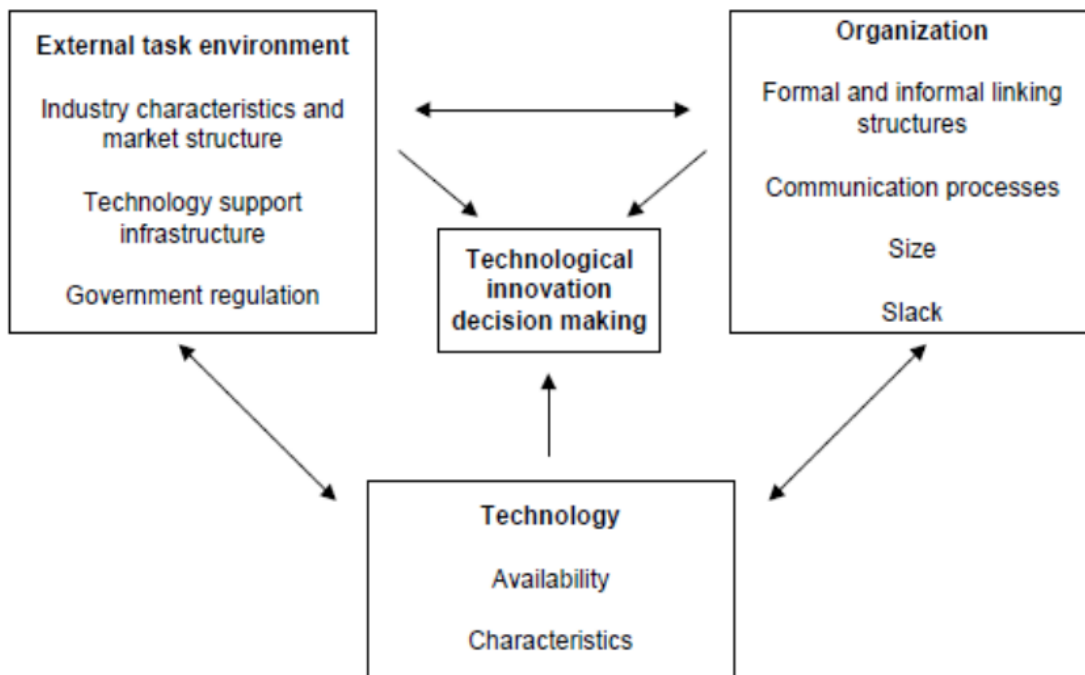 External task environment
Industry characteristics and
market structure
Technology support
infrastructure
Government regulation
Organization
Formal and informal linking
structures
Communication processes
Size
Slack
Technological
innovation
decision making
Technology
Availability
Characteristics